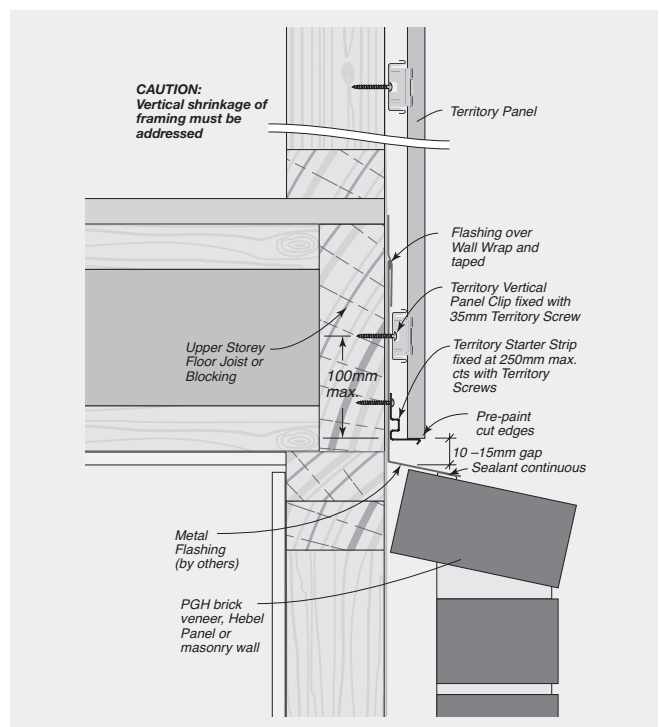 CAUTION:
Vertical shrinkage of
framing must be
addressed
Territory Panel
Flashing over
Wall Wrap and
taped
Territory Vertical
Panel Clip fixed with
35mm Territory Screw
Upper Storey
Floor Joist or
Blocking
100mm
max.
Territory Starter Strip
fixed at 250mm max.
cts with Territory
Screws
Pre-paint
cut edges
10 –15mm gap
Sealant continuous
Metal
Flashing
(by others)
PGH brick
veneer, Hebel
Panel or
masonry wall